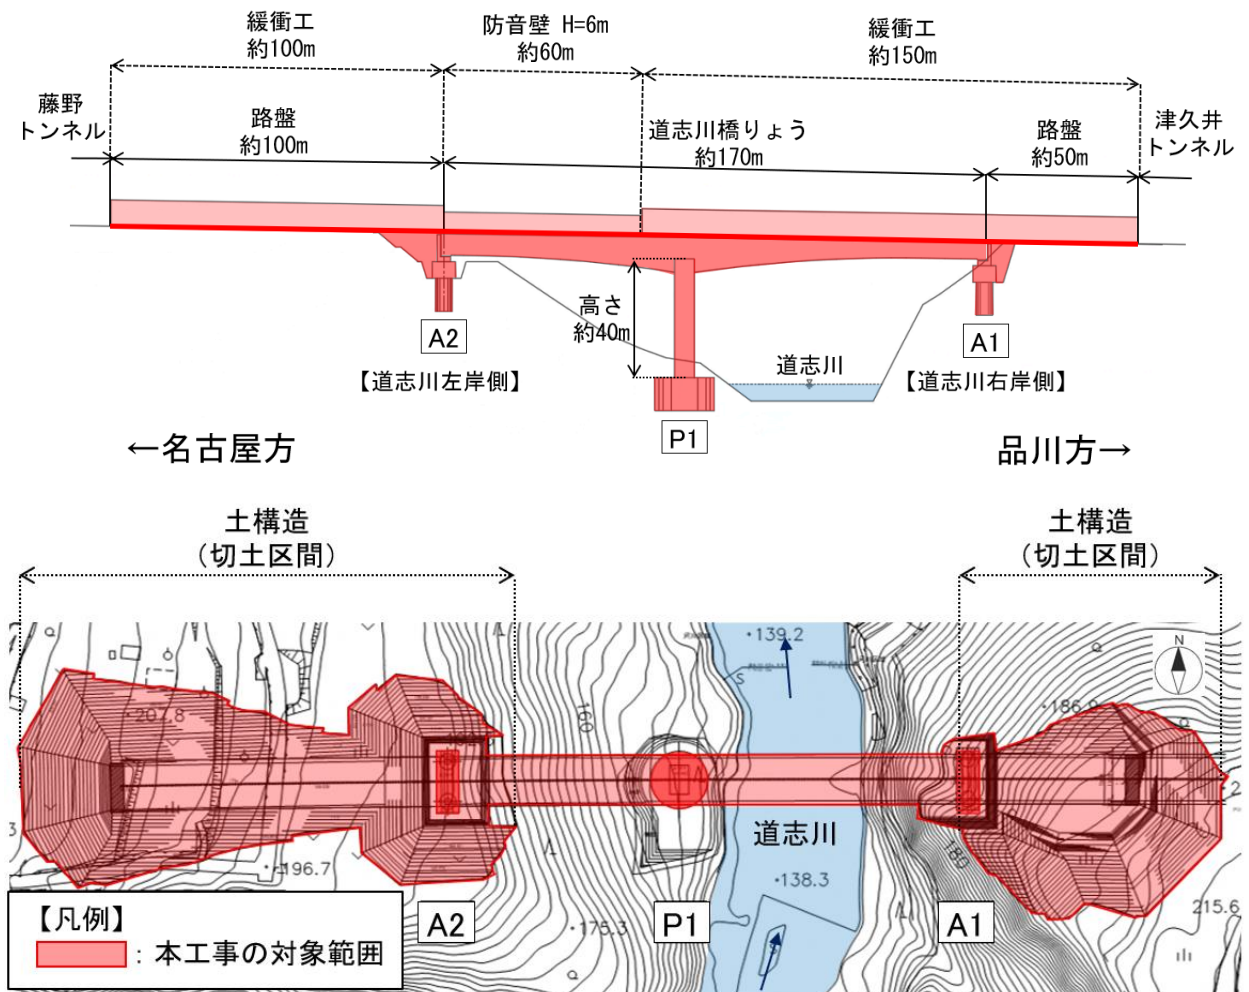 緩衝工
約100m
防音壁 H=6m
約60m
緩衝工
約150m
藤野
トンネル
路盤
約100m
道志川橋りょう
約170m
路盤
約50m
津久井
トンネル
高さ
約40m
A2
【道志川左岸側】
道志川
A1
【道志川右岸側】
P1
←名古屋方
品川方→
土構造
(切土区間)
土構造
(切土区間)
139.2
N
S
186.9
207.8
160
道志川
138.3
180
196.7
175.3
215.6
A2
P1
A1
【凡例】
：本工事の対象範囲